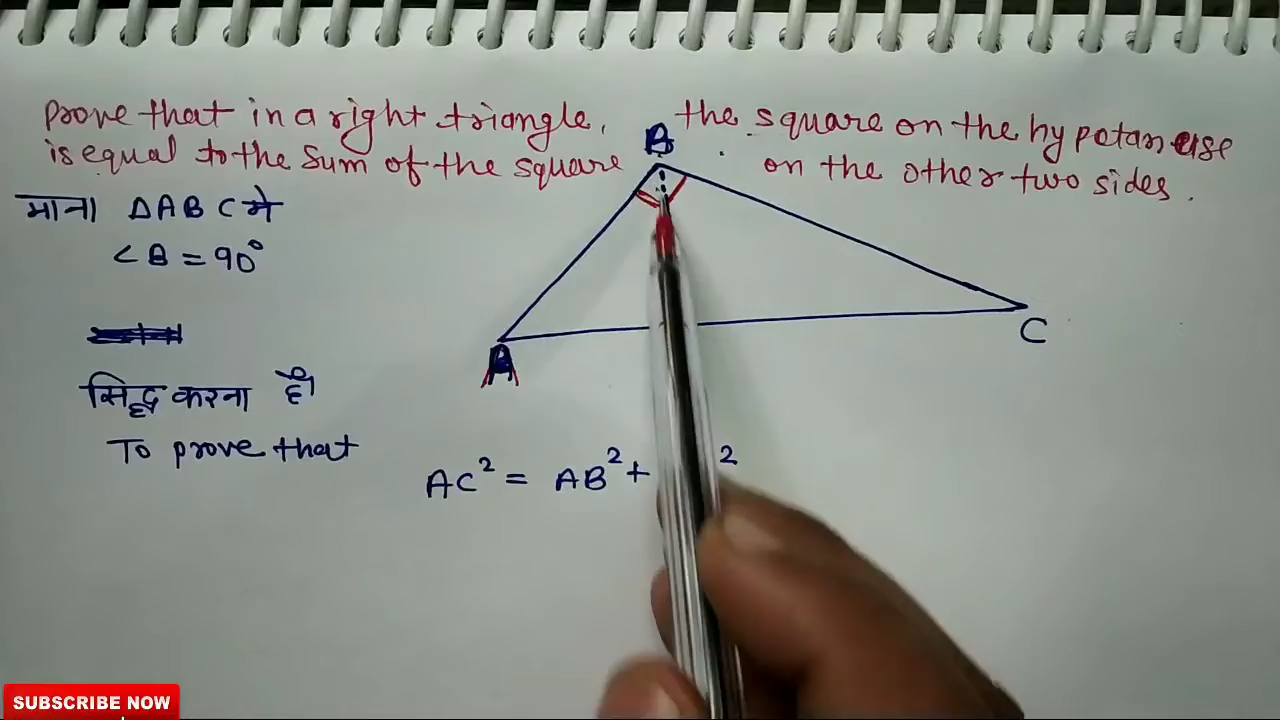 prove that in a right triangle, the square on the hypotenuse
is equal to the sum of the square on the other two sides.
B
माना ΔABC में
∠B = 90°
A
C
सिद्ध करना है
To prove that
AC² = AB² + ²
SUBSCRIBE NOW